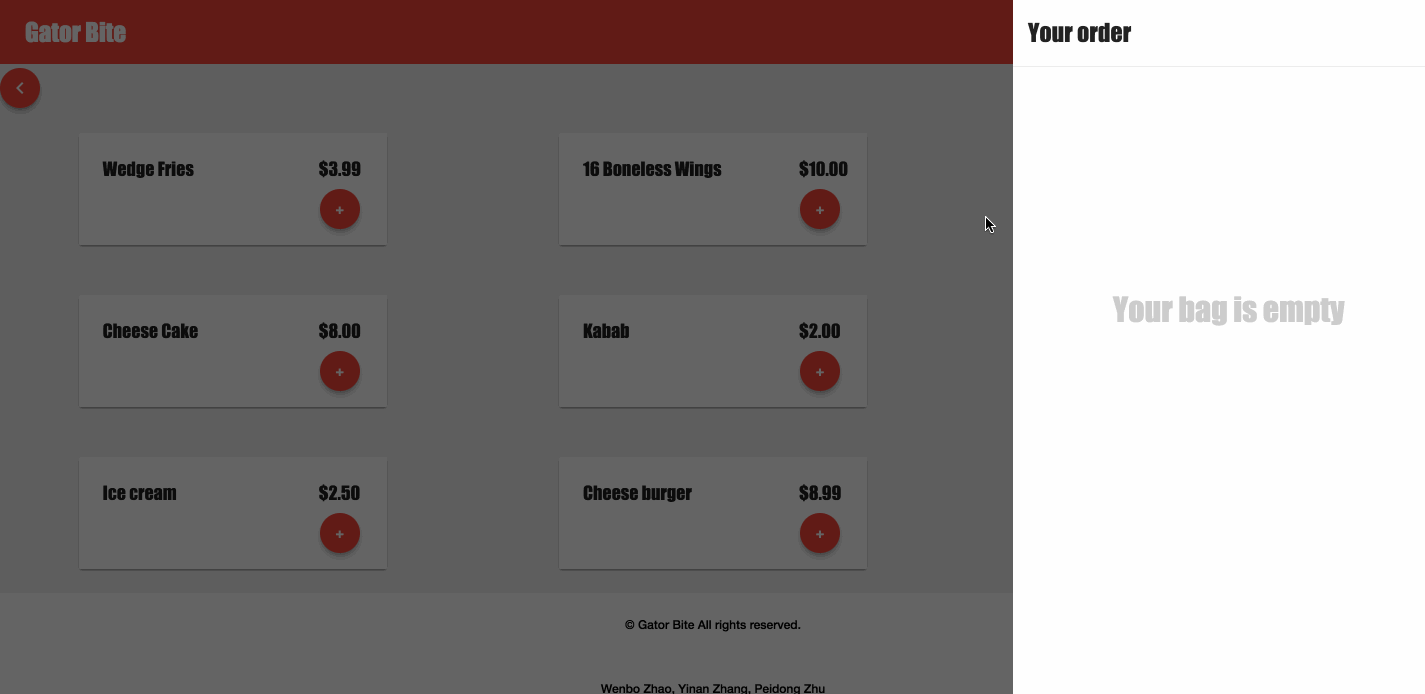 Gator Bite
Your order
Wedge Fries $3.99
+
16 Boneless Wings $10.00
+
Cheese Cake $8.00
+
Kabab $2.00
+
Ice cream $2.50
+
Cheese burger $8.99
+
Your bag is empty
© Gator Bite All rights reserved.
Wenbo Zhao, Yinan Zhang, Peidong Zhu